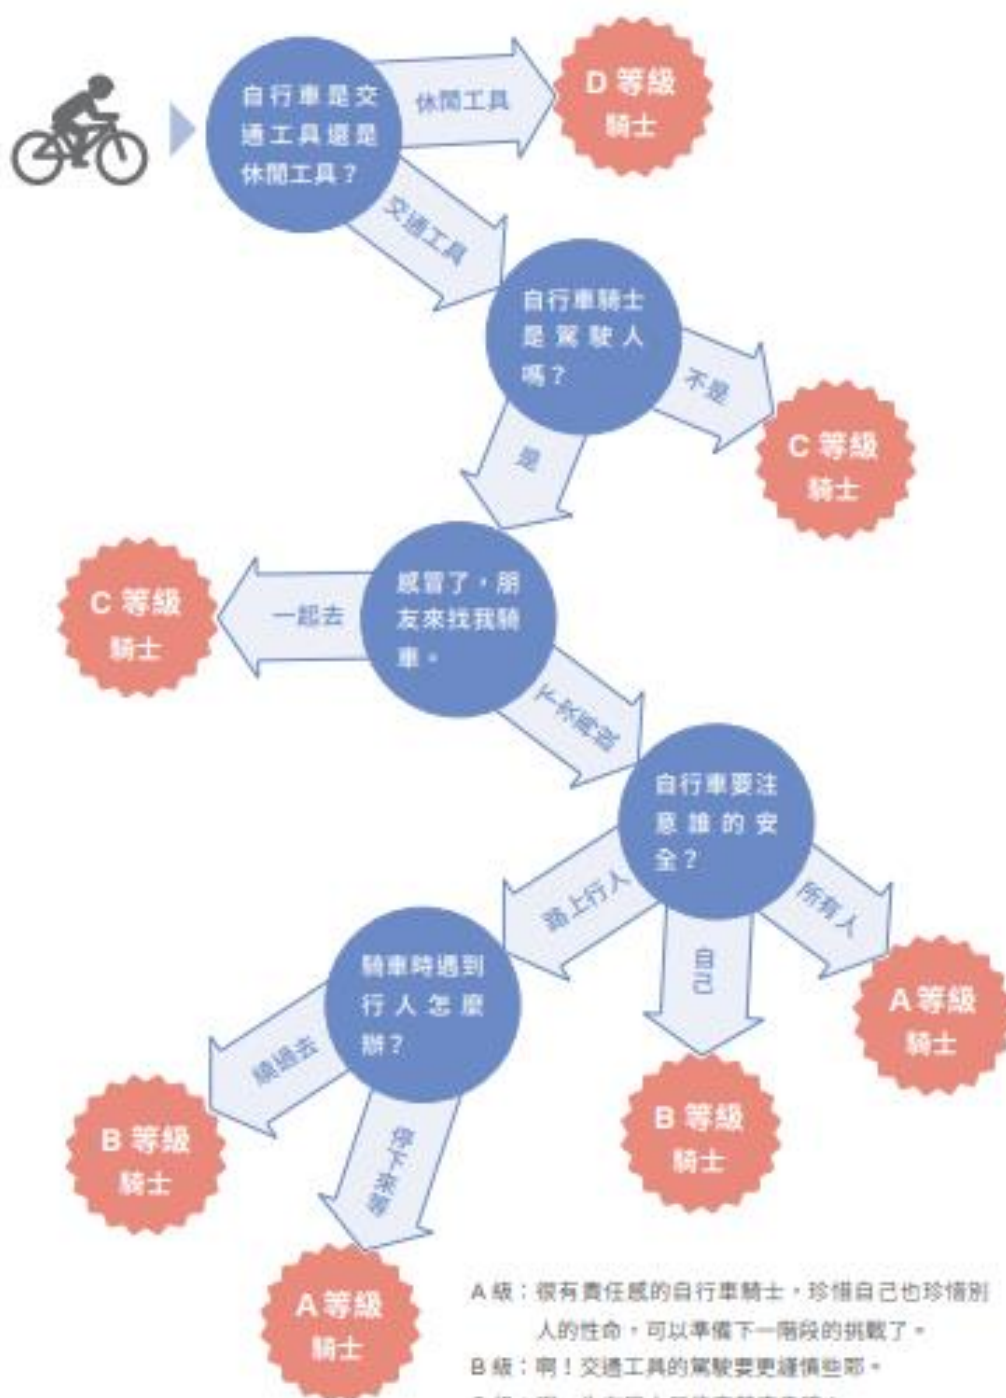 自行車是交
通工具還是
休閒工具？
休閒工具
D 等級
騎士
交通工具
自行車騎士
是駕駛人
嗎？
不是
C 等級
騎士
是
感冒了，朋
友來找我騎
車。
一起去
C 等級
騎士
下次再說
自行車要注
意誰的安
全？
路上行人
自己
所有人
A 等級
騎士
B 等級
騎士
騎車時遇到
行人怎麼
辦？
繞過去
B 等級
騎士
停下來等
A 等級
騎士
A 級：很有責任感的自行車騎士，珍惜自己也珍惜別
人的性命，可以準備下一階段的挑戰了。
B 級：啊！交通工具的駕駛要更謹慎些耶。